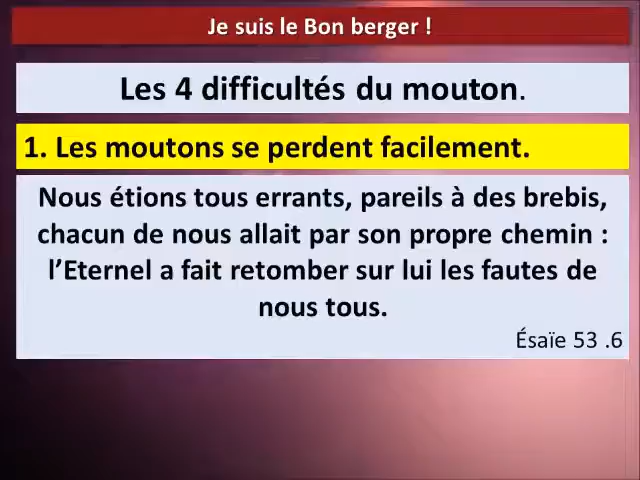 Je suis le Bon berger !
Les 4 difficultés du mouton.
1. Les moutons se perdent facilement.
Nous étions tous errants, pareils à des brebis,
chacun de nous allait par son propre chemin :
l’Eternel a fait retomber sur lui les fautes de
nous tous.
Ésaïe 53 .6